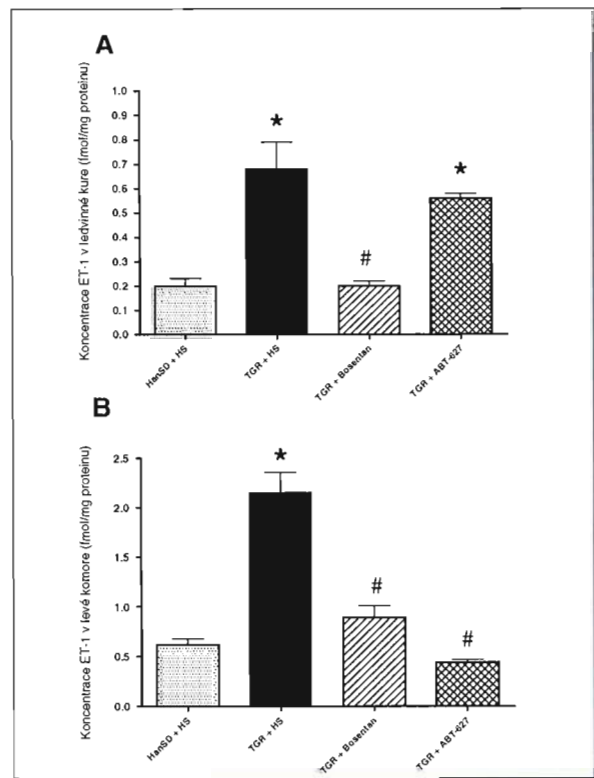 A
Koncentrace ET-1 v ledvinné kure (fmol/mg proteinu)
1.0
0.9
0.8
0.7
0.6
0.5
0.4
0.3
0.2
0.1
0.0
*
#
*
HanSD + HS
TGR + HS
TGR + Bosentan
TGR + ABT-627
B
Koncentrace ET-1 v levé komore (fmol/mg proteinu)
2.5
2.0
1.5
1.0
0.5
0.0
*
#
#
HanSD + HS
TGR + HS
TGR + Bosentan
TGR + ABT-627